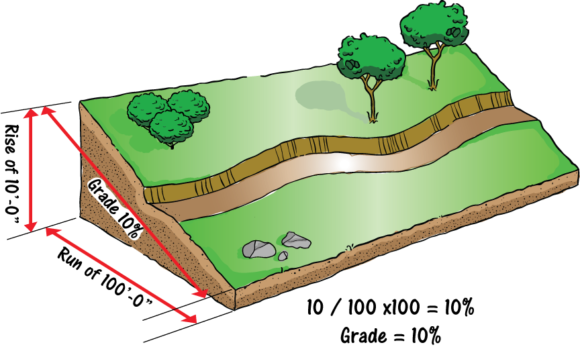 Rise of 10'-0"
Grade 10%
Run of 100'-0"
10 / 100 x100 = 10%
Grade = 10%